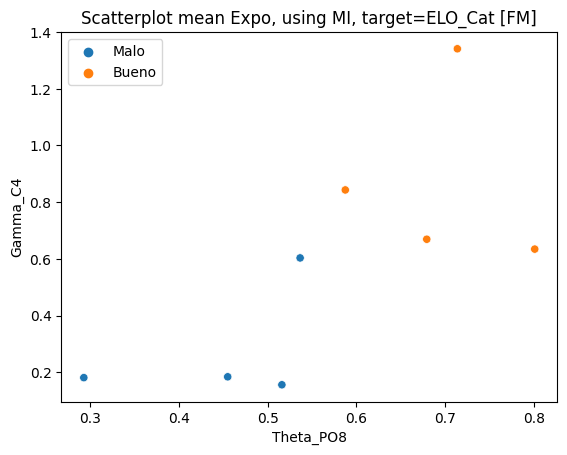 Scatterplot mean Expo, using MI, target=ELO_Cat [FM]
Malo
Bueno
1.4
1.2
1.0
0.8
0.6
0.4
0.2
Gamma_C4
0.3 0.4 0.5 0.6 0.7 0.8
Theta_PO8